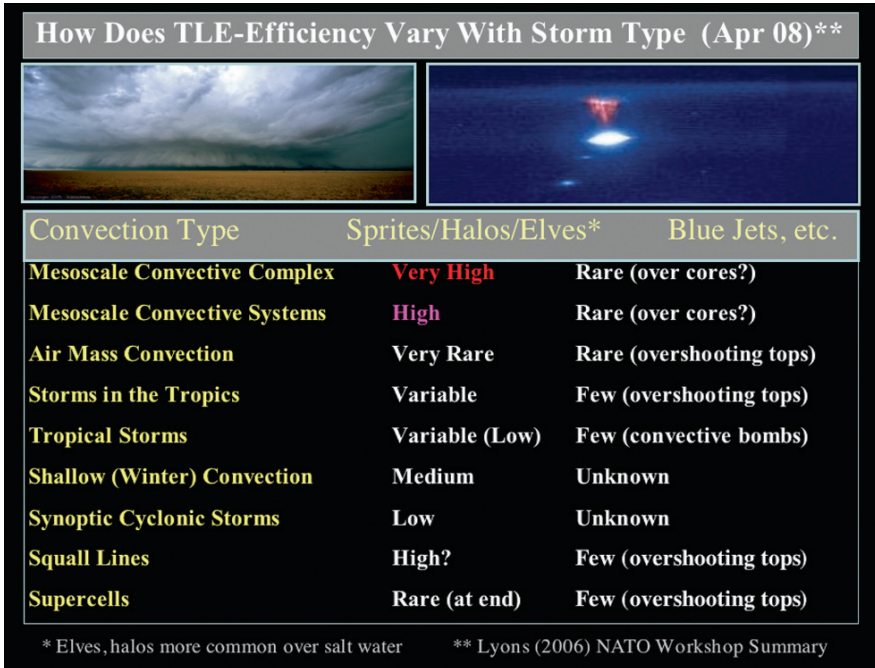 How Does TLE-Efficiency Vary With Storm Type (Apr 08)**
Convection Type Sprites/Halos/Elves* Blue Jets, etc.
Mesoscale Convective Complex Very High Rare (over cores?)
Mesoscale Convective Systems High Rare (over cores?)
Air Mass Convection Very Rare Rare (overshooting tops)
Storms in the Tropics Variable Few (overshooting tops)
Tropical Storms Variable (Low) Few (convective bombs)
Shallow (Winter) Convection Medium Unknown
Synoptic Cyclonic Storms Low Unknown
Squall Lines High? Few (overshooting tops)
Supercells Rare (at end) Few (overshooting tops)
* Elves, halos more common over salt water ** Lyons (2006) NATO Workshop Summary